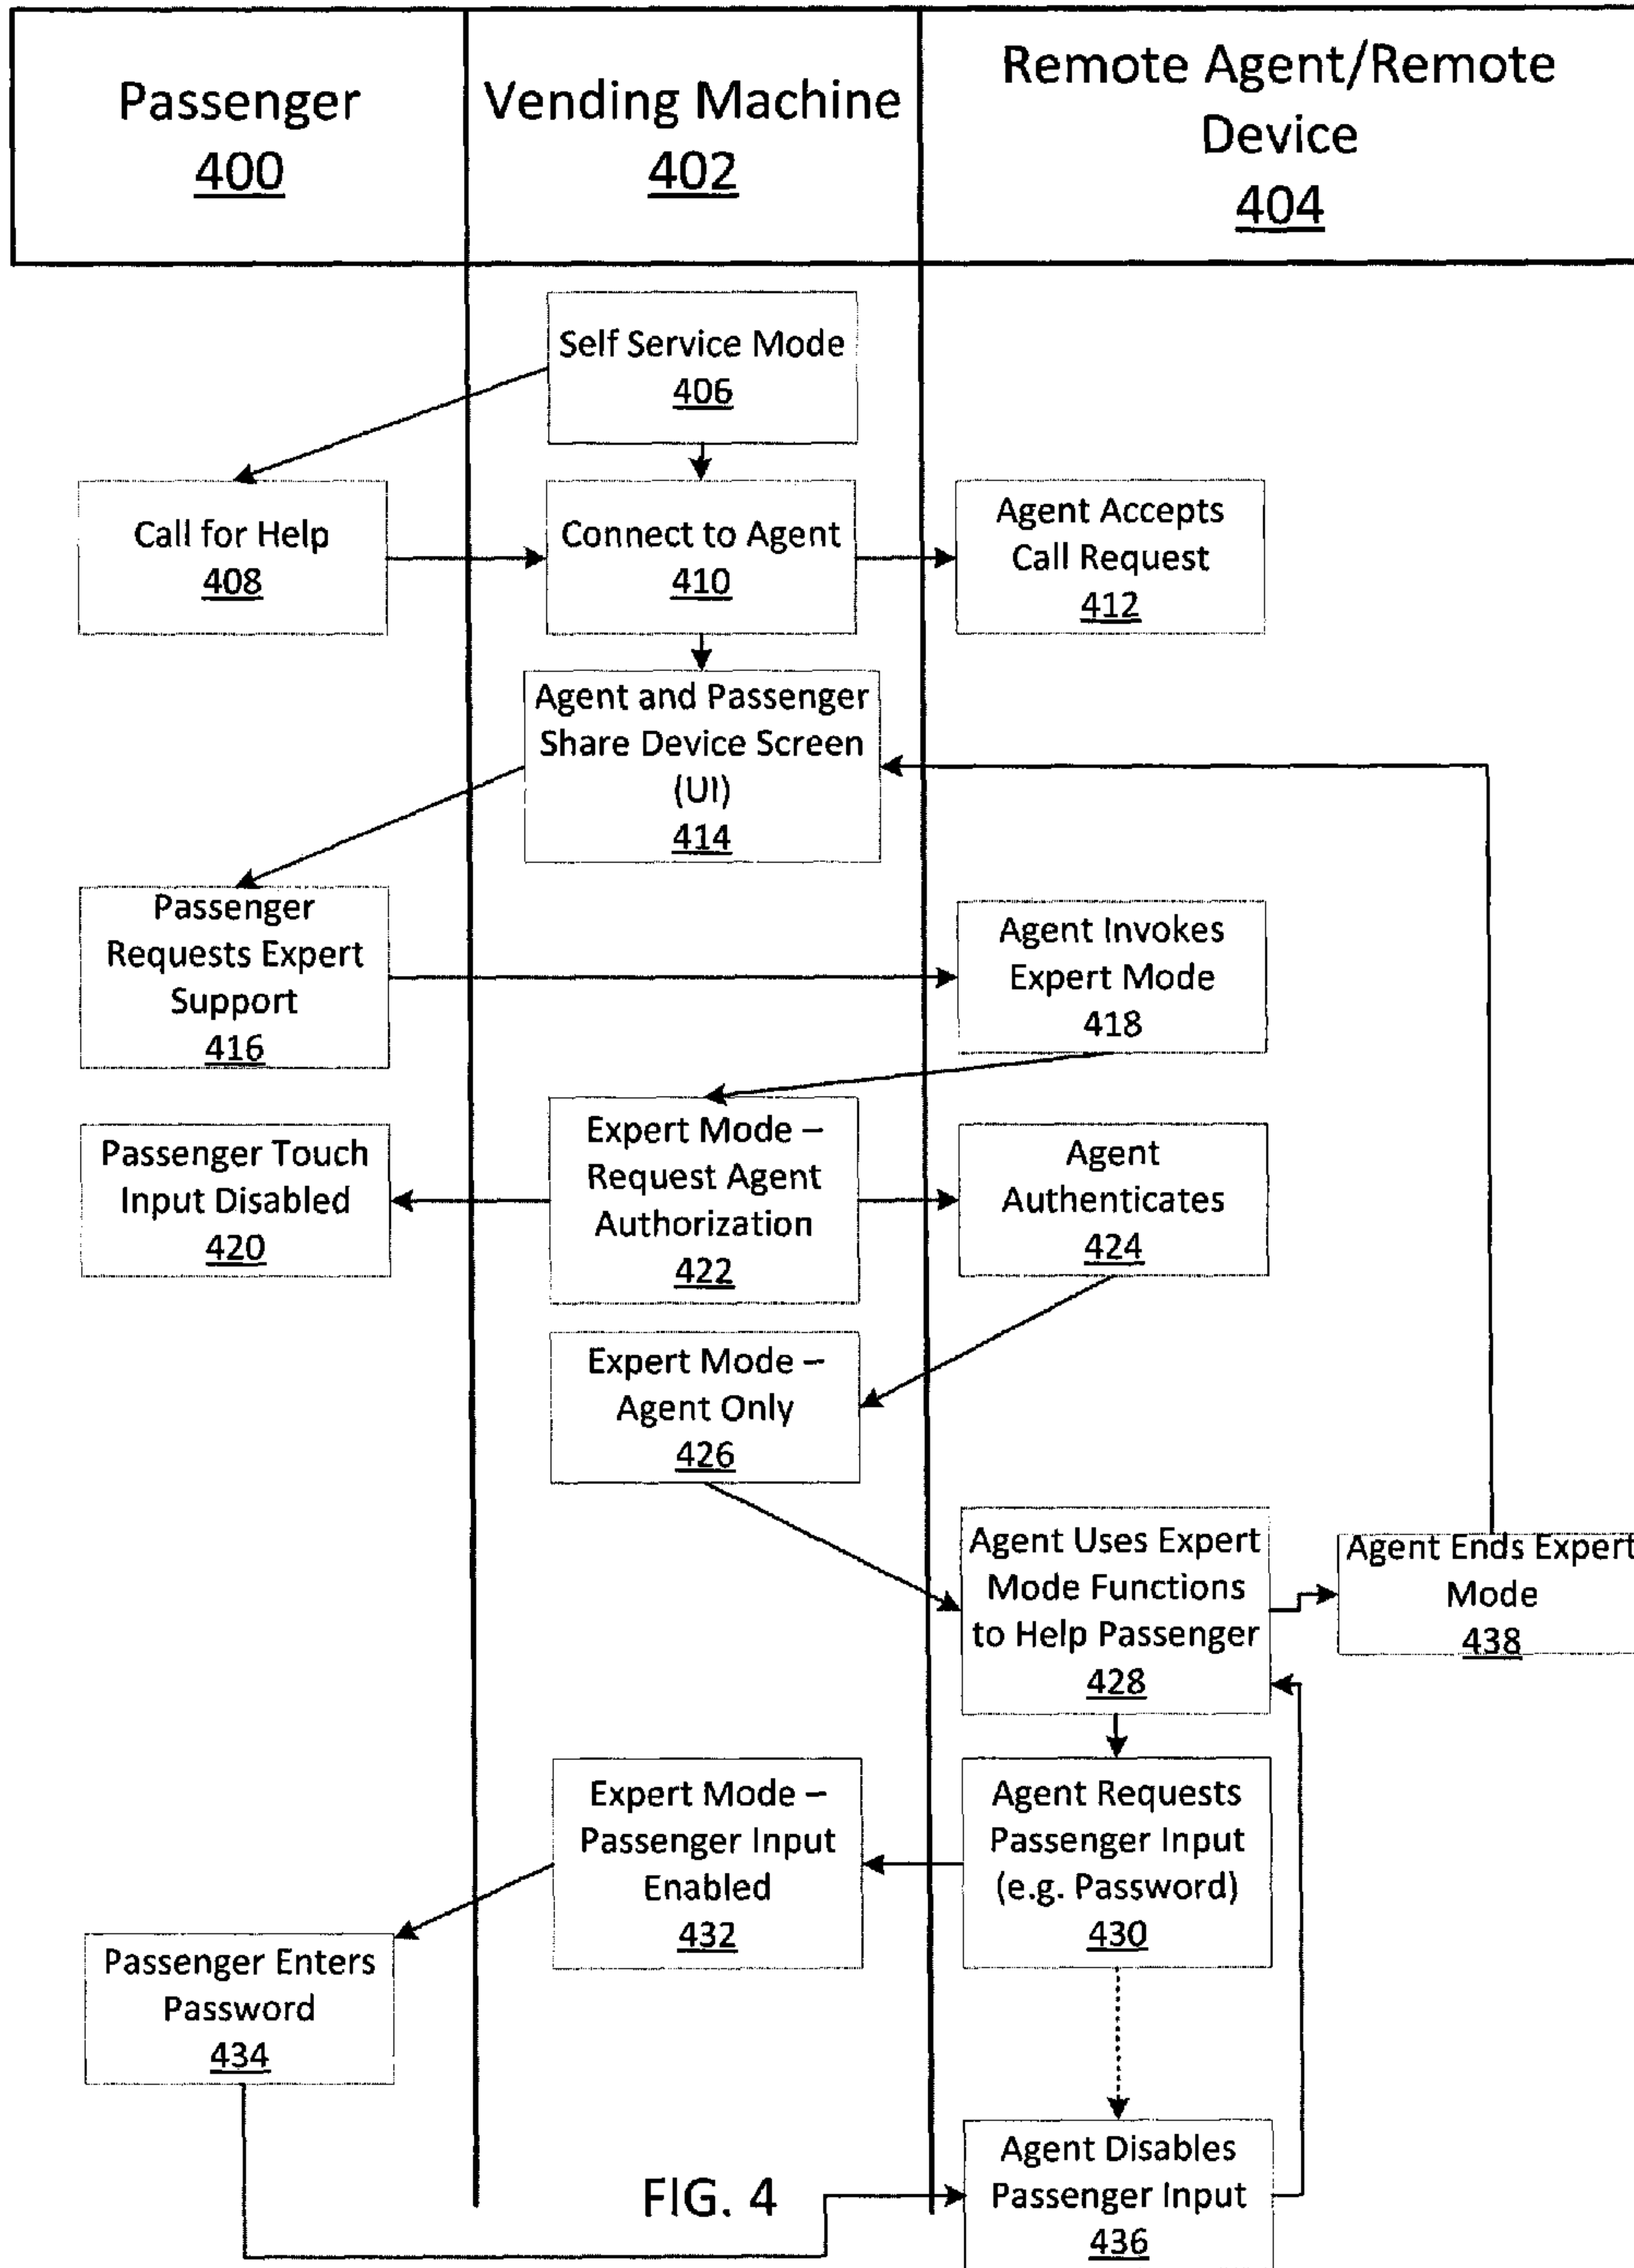 Passenger
400
Vending Machine
402
Remote Agent/Remote
Device
404
Self Service Mode
406
Call for Help
408
Connect to Agent
410
Agent Accepts
Call Request
412
Agent and Passenger
Share Device Screen
(UI)
414
Passenger
Requests Expert
Support
416
Agent Invokes
Expert Mode
418
Passenger Touch
Input Disabled
420
Expert Mode –
Request Agent
Authorization
422
Agent
Authenticates
424
Expert Mode –
Agent Only
426
Agent Uses Expert
Mode Functions
to Help Passenger
428
Agent Ends Expert
Mode
438
Expert Mode –
Passenger Input
Enabled
432
Agent Requests
Passenger Input
(e.g. Password)
430
Passenger Enters
Password
434
Agent Disables
Passenger Input
436
FIG. 4